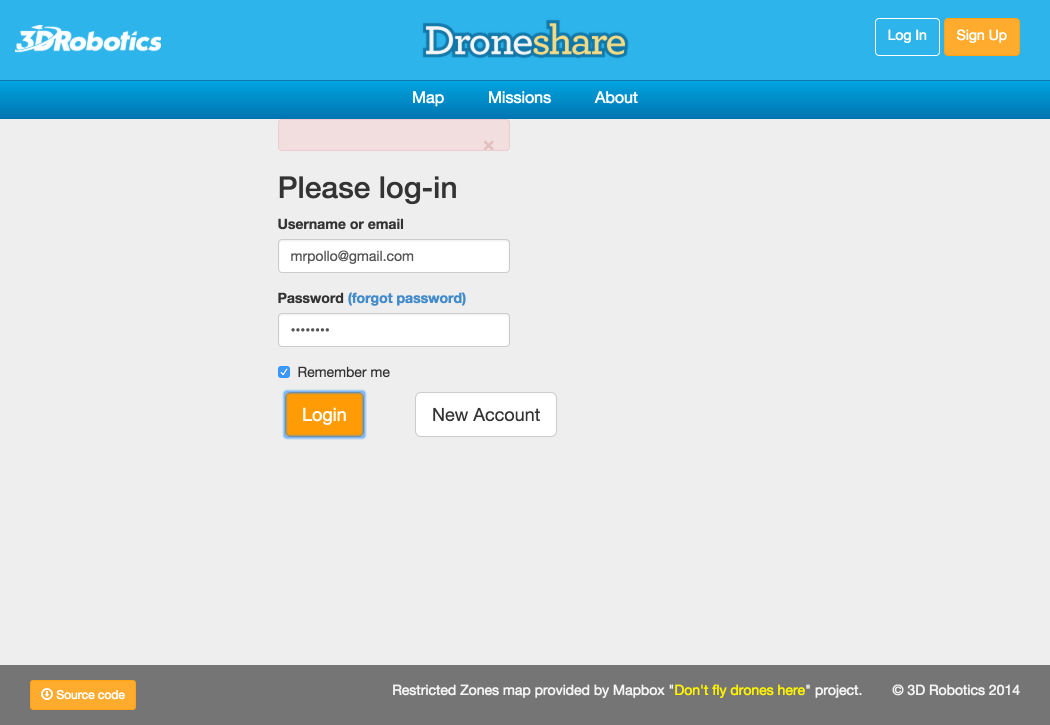 3DRobotics
Droneshare
Log In
Sign Up
Map
Missions
About
×
Please log-in
Username or email
mrpollo@gmail.com
Password (forgot password)
••••••••
Remember me
Login
New Account
Source code
Restricted Zones map provided by Mapbox "Don't fly drones here" project.
© 3D Robotics 2014